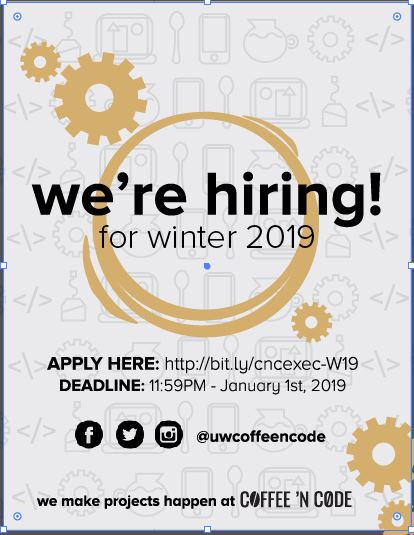 we're hiring!
for winter 2019
APPLY HERE: http://bit.ly/cncexec-W19
DEADLINE: 11:59PM - January 1st, 2019
@uwcoffeencode
we make projects happen at COFFEE 'N CODE